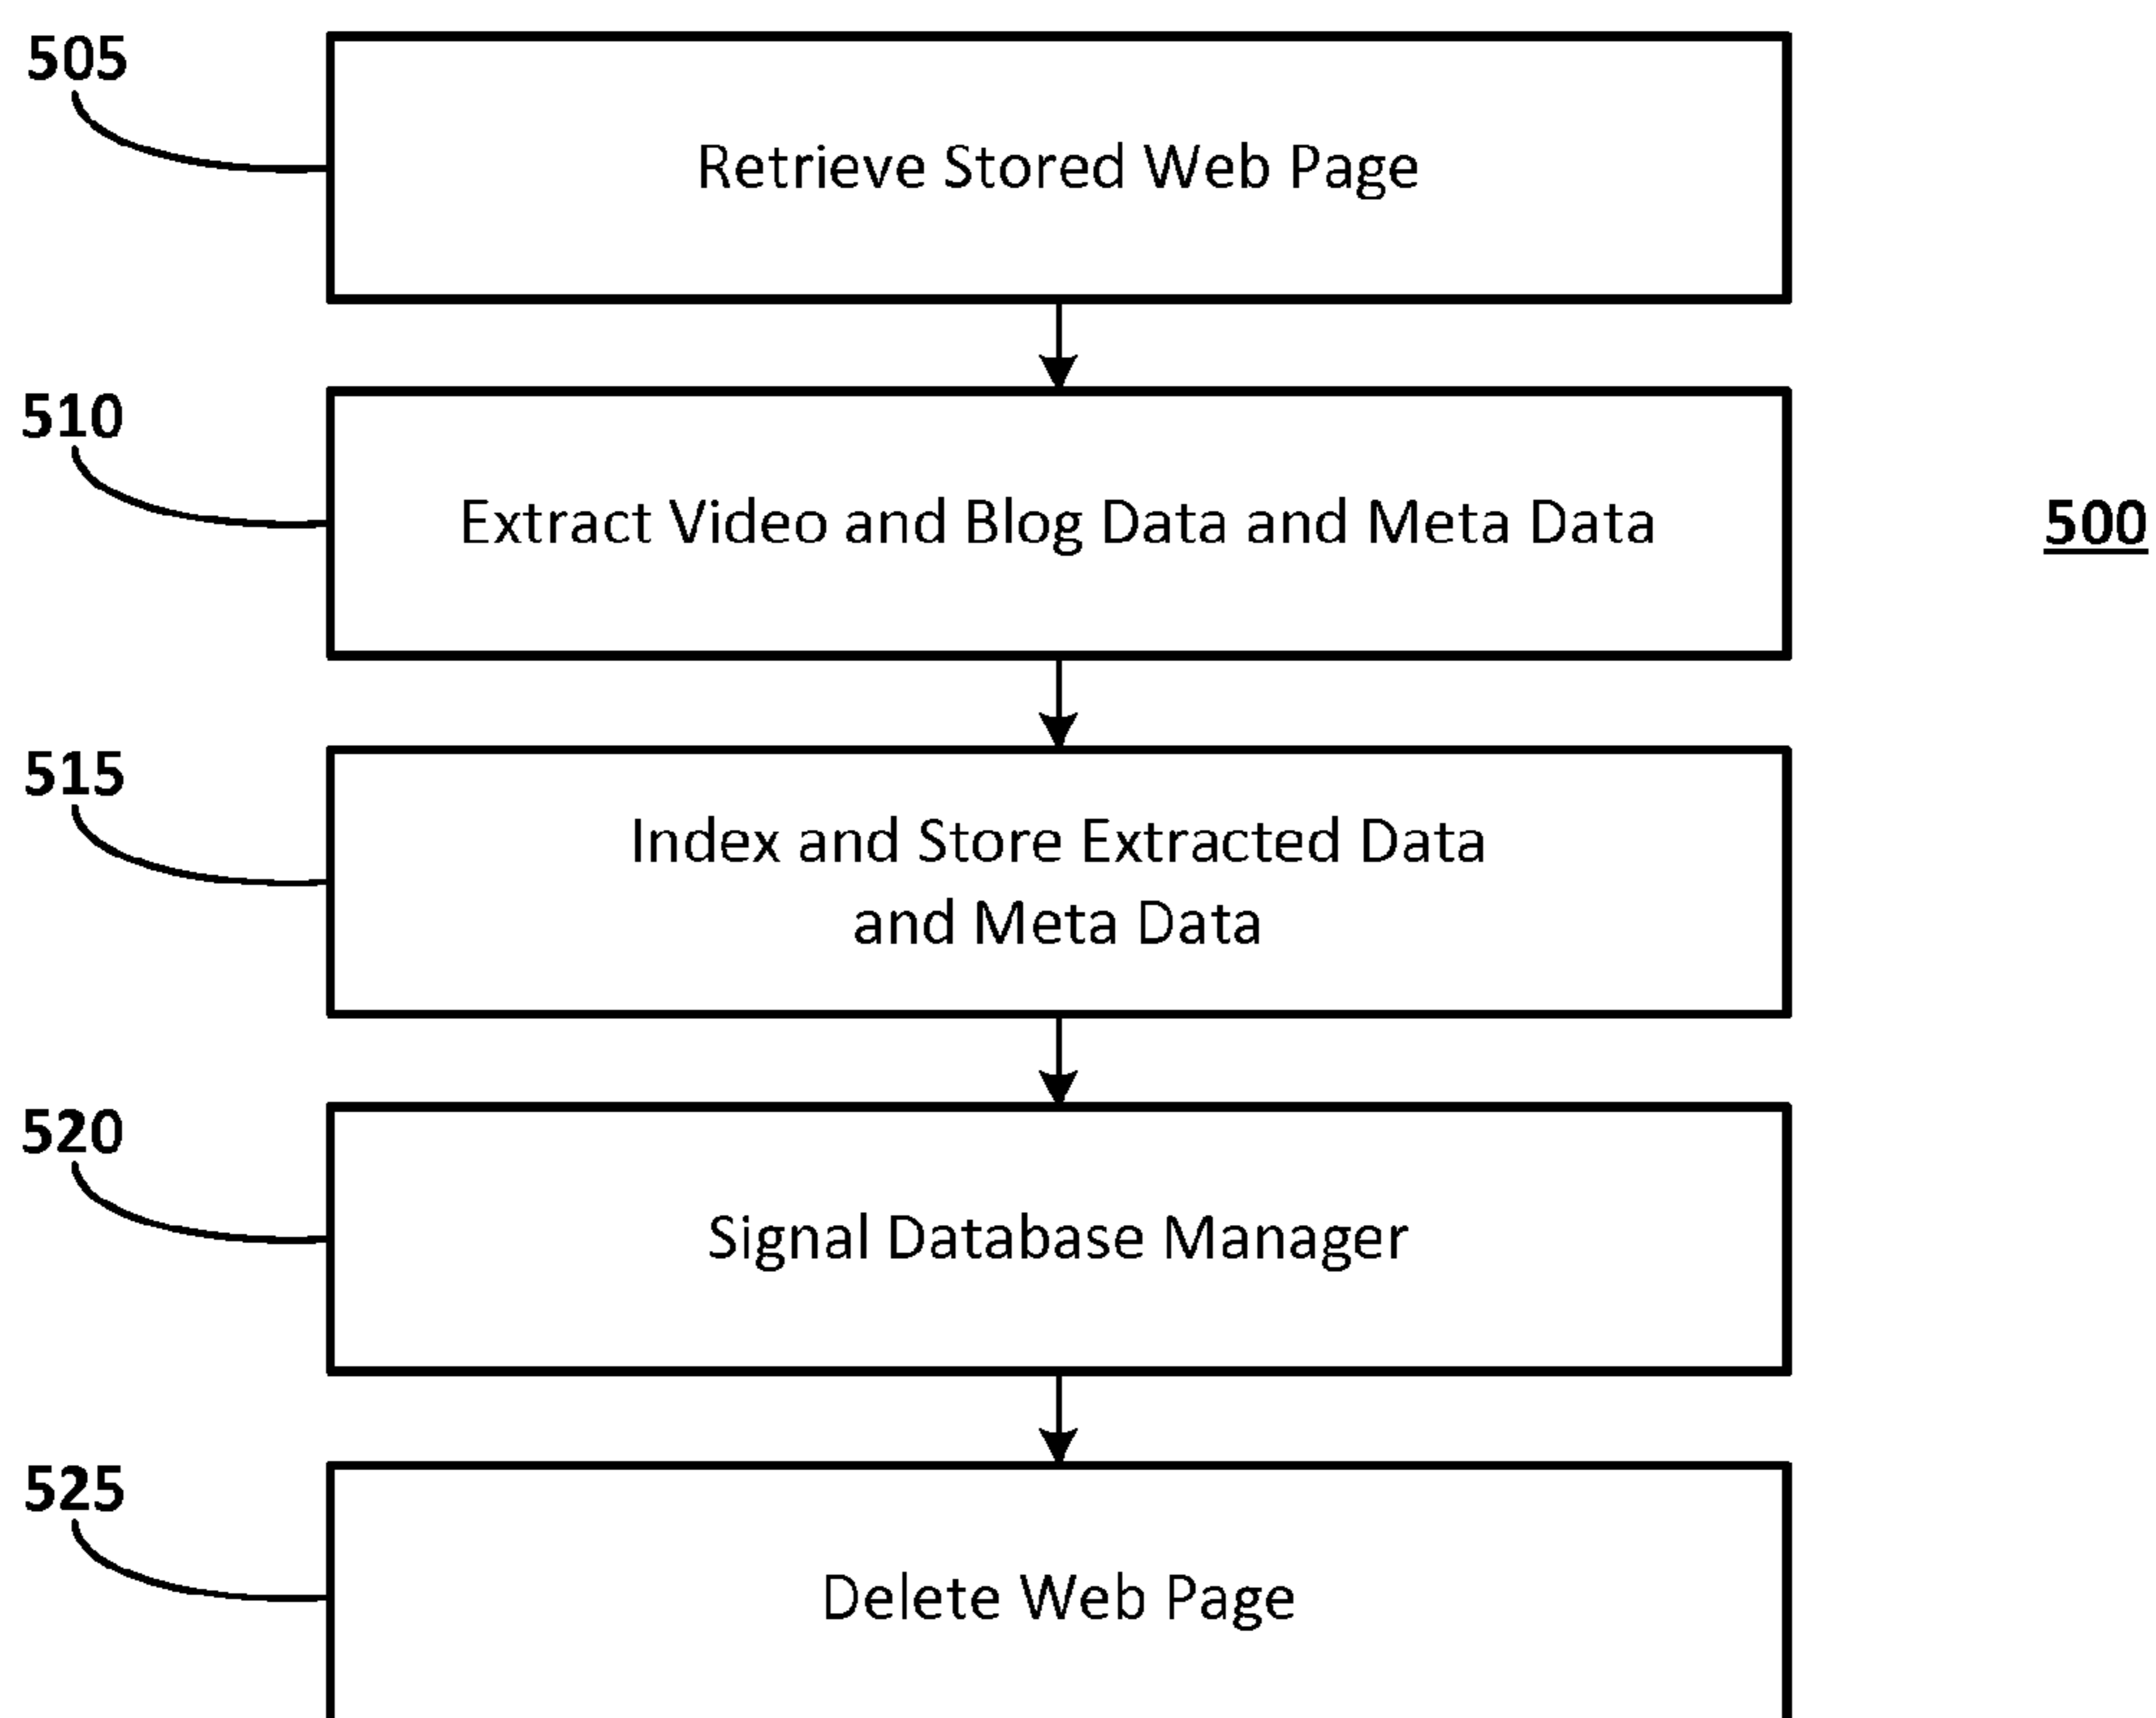 505
Retrieve Stored Web Page
510
Extract Video and Blog Data and Meta Data
500
515
Index and Store Extracted Data
and Meta Data
520
Signal Database Manager
525
Delete Web Page